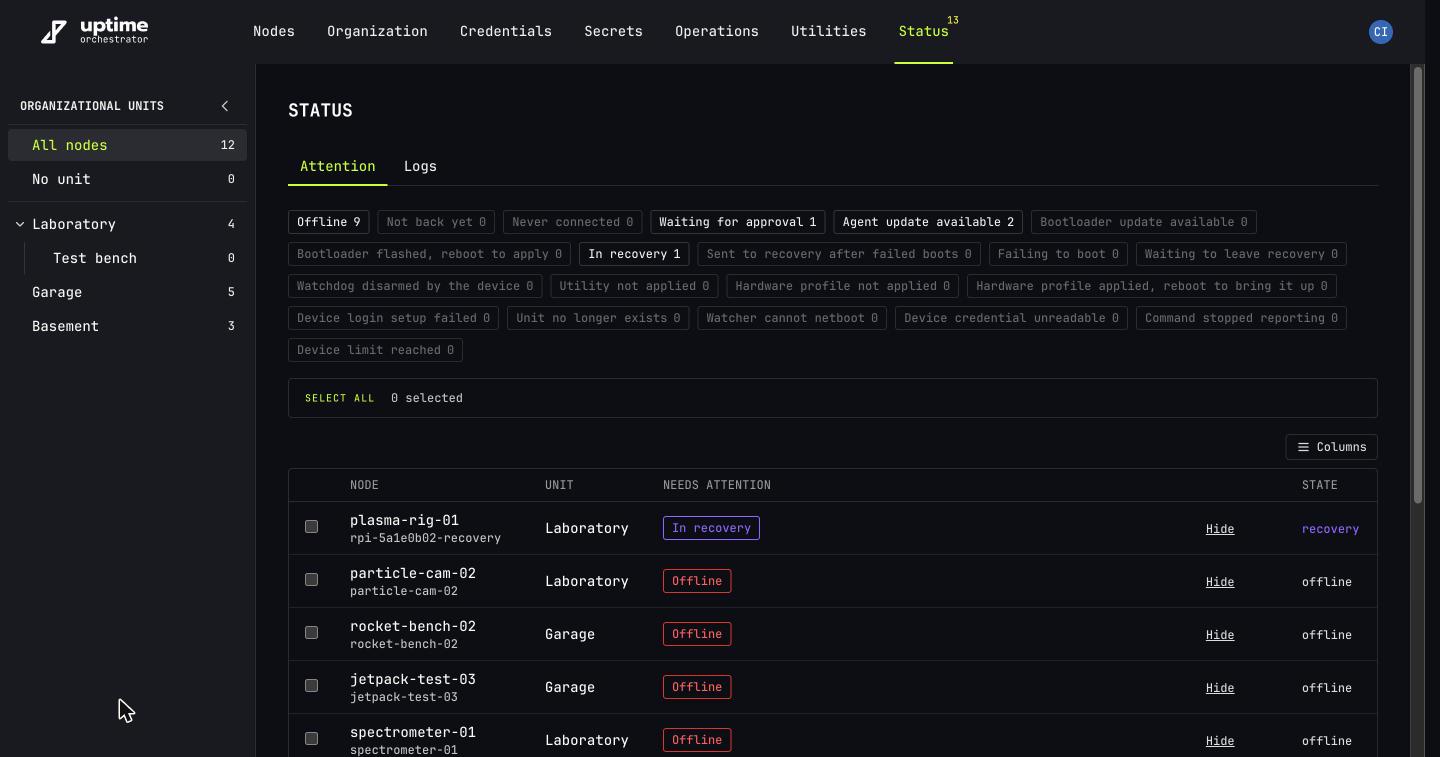 uptime
orchestrator
Nodes Organization Credentials Secrets Operations Utilities Status 13
CI
ORGANIZATIONAL UNITS
All nodes 12
No unit 0
Laboratory 4
Test bench 0
Garage 5
Basement 3
STATUS
Attention Logs
Offline 9 Not back yet 0 Never connected 0 Waiting for approval 1 Agent update available 2 Bootloader update available 0
Bootloader flashed, reboot to apply 0 In recovery 1 Sent to recovery after failed boots 0 Failing to boot 0 Waiting to leave recovery 0
Watchdog disarmed by the device 0 Utility not applied 0 Hardware profile not applied 0 Hardware profile applied, reboot to bring it up 0
Device login setup failed 0 Unit no longer exists 0 Watcher cannot netboot 0 Device credential unreadable 0 Command stopped reporting 0
Device limit reached 0
SELECT ALL 0 selected
Columns
NODE UNIT NEEDS ATTENTION STATE
plasma-rig-01
rpi-5a1e0b02-recovery
Laboratory In recovery Hide recovery
particle-cam-02
particle-cam-02
Laboratory Offline Hide offline
rocket-bench-02
rocket-bench-02
Garage Offline Hide offline
jetpack-test-03
jetpack-test-03
Garage Offline Hide offline
spectrometer-01
spectrometer-01
Laboratory Offline Hide offline